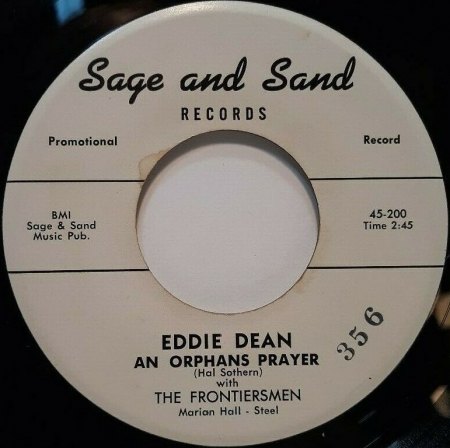 Sage and Sand
RECORDS
Promotional
Record
BMI
Sage & Sand
Music Pub.
45-200
Time 2:45
EDDIE DEAN
AN ORPHANS PRAYER
(Hal Sothern)
with
THE FRONTIERSMEN
Marian Hall - Steel
356